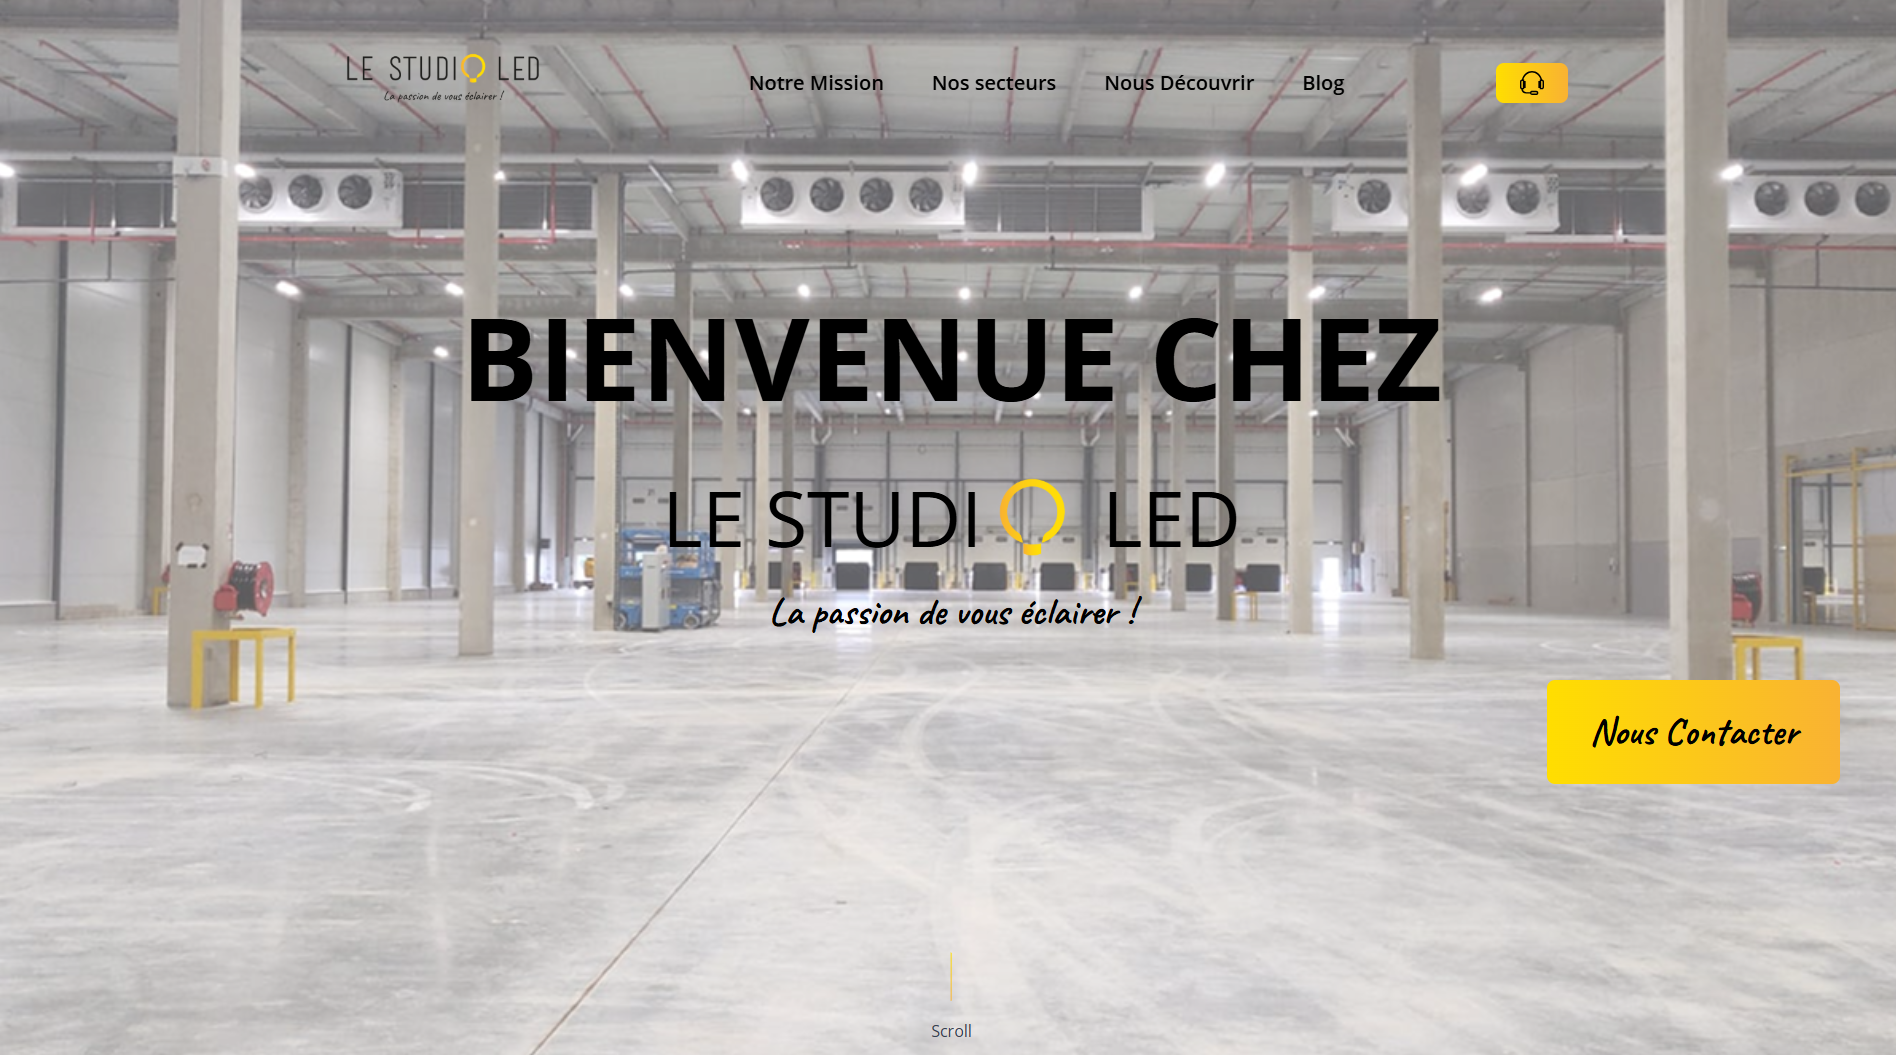 LE STUDIO LED
La passion de vous éclairer !
Notre Mission
Nos secteurs
Nous Découvrir
Blog
BIENVENUE CHEZ
LE STUDIO LED
La passion de vous éclairer !
Nous Contacter
Scroll